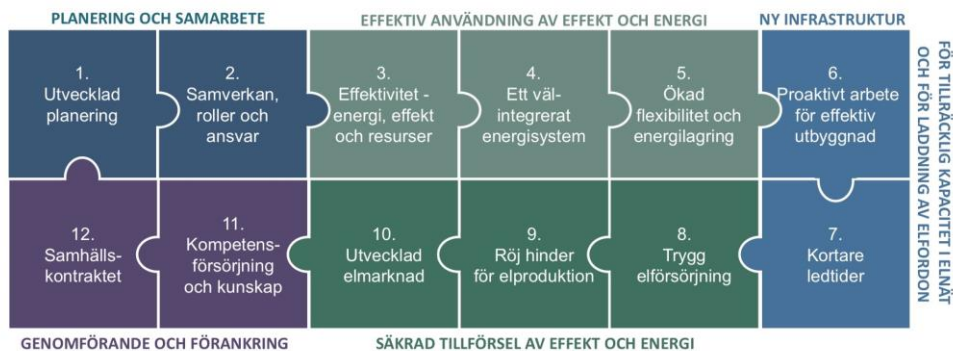 PLANERING OCH SAMARBETE
EFFEKTIV ANVÄNDNING AV EFFEKT OCH ENERGI
NY INFRASTRUKTUR
1.
Utvecklad
planering
2.
Samverkan,
roller och
ansvar
3.
Effektivitet -
energi, effekt
och resurser
4.
Ett väl-
integrerat
energisystem
5.
Ökad
flexibilitet och
energilagring
6.
Proaktivt arbete
för effektiv
utbyggnad
FÖR TILLRÄCKLIG KAPACITET I ELNÄT
OCH FÖR LADDNING AV ELFORDON
12.
Samhälls-
kontraktet
11.
Kompetens-
försörjning
och kunskap
10.
Utvecklad
elmarknad
9.
Röj hinder
för elproduktion
8.
Trygg
elförsörjning
7.
Kortare
ledtider
GENOMFÖRANDE OCH FÖRANKRING
SÄKRAD TILLFÖRSEL AV EFFEKT OCH ENERGI